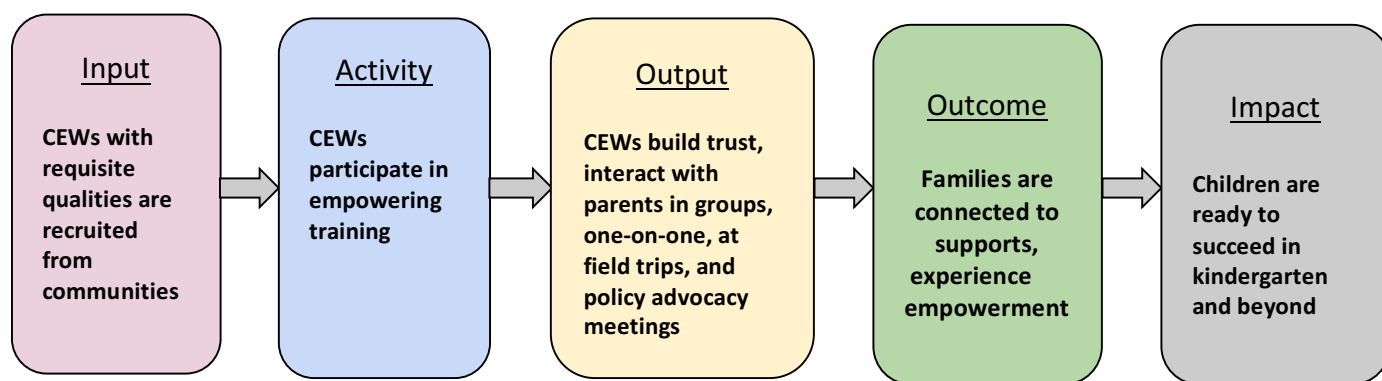 Input
CEWs with
requisite
qualities are
recruited
from
communities
Activity
CEWs
participate in
empowering
training
Output
CEWs build trust,
interact with
parents in groups,
one-on-one, at
field trips, and
policy advocacy
meetings
Outcome
Families are
connected to
supports,
experience
empowerment
Impact
Children are
ready to
succeed in
kindergarten
and beyond